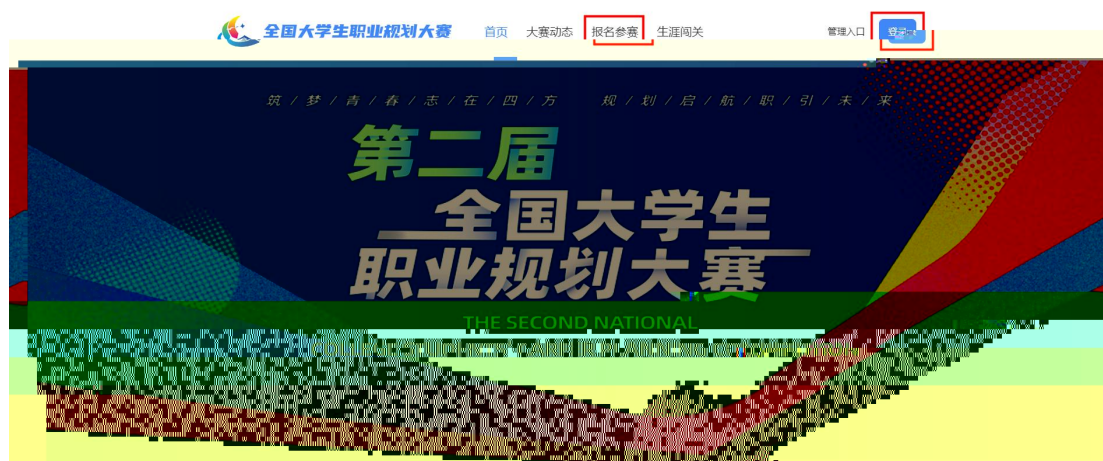 全国大学生职业规划大赛 首页 大赛动态 报名参赛 生涯闯关 管理入口 登录
筑/梦/青/春/志/在/四/方 规/划/启/航/职/引/未/来
第二届
全国大学生
职业规划大赛
THE SECOND NATIONAL